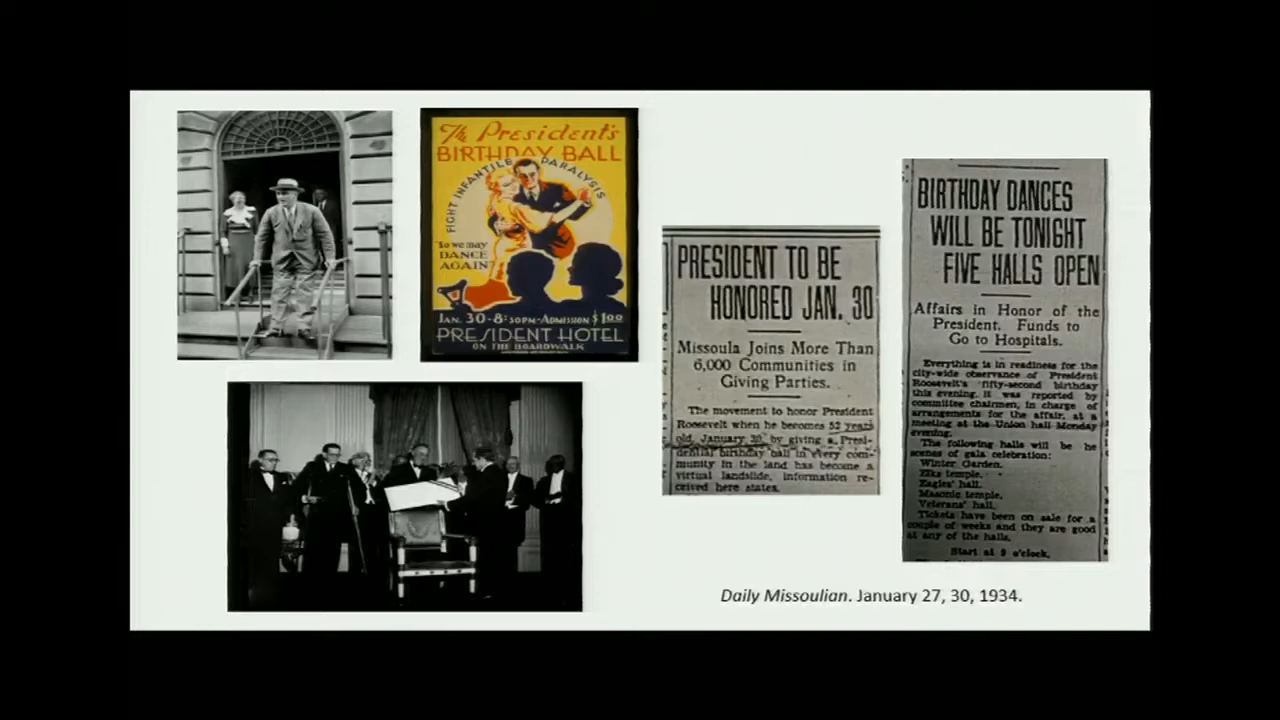 The President's
BIRTHDAY BALL
FIGHT INFANTILE PARALYSIS
"So we may
DANCE
AGAIN"
JAN. 30 - 8:30PM - ADMISSION $1.00
PRESIDENT HOTEL
ON THE BOARDWALK
PRESIDENT TO BE
HONORED JAN. 30
Missoula Joins More Than
6,000 Communities in
Giving Parties.
The movement to honor President
Roosevelt when he becomes 52 years
old, January 30, by giving a Presi-
dential birthday ball in every com-
munity in the land has become a
virtual landslide, information re-
ceived here states.
BIRTHDAY DANCES
WILL BE TONIGHT
FIVE HALLS OPEN
Affairs in Honor of the
President. Funds to
Go to Hospitals.
Everything is in readiness for the
city-wide observance of President
Roosevelt's fifty-second birthday
this evening, it was reported by
committee chairmen, in charge of
arrangements for the affair, at a
meeting at the Union hall Monday
evening.
The following halls will be the
scenes of gala celebration:
Winter Garden.
Elks temple.
Eagles' hall.
Masonic temple.
Veterans' hall.
Tickets have been on sale for a
couple of weeks and they are good
at any of the halls.
Start at 9 o'clock.
Daily Missoulian. January 27, 30, 1934.